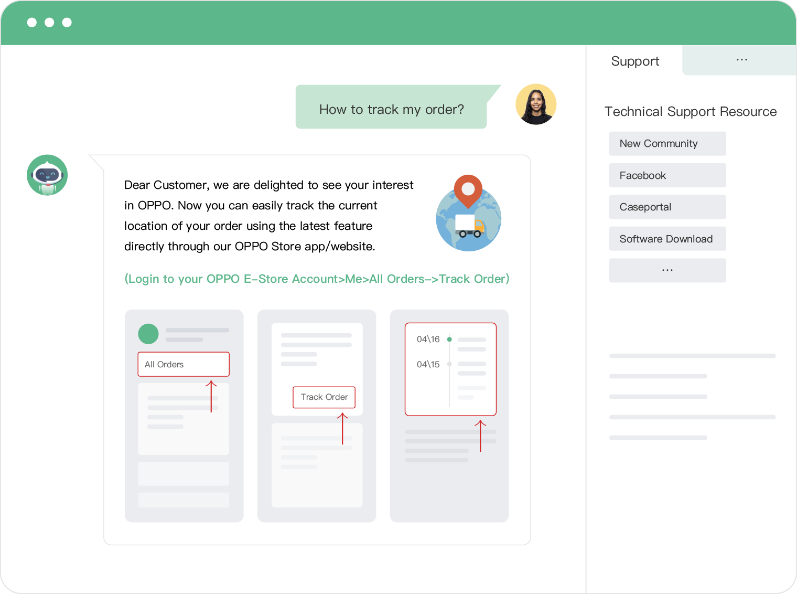 Support
...
How to track my order?
Technical Support Resource
New Community
Facebook
Caseportal
Software Download
...
Dear Customer, we are delighted to see your interest
in OPPO. Now you can easily track the current
location of your order using the latest feature
directly through our OPPO Store app/website.
(Login to your OPPO E-Store Account>Me>All Orders–>Track Order)
All Orders
Track Order
04\16
04\15